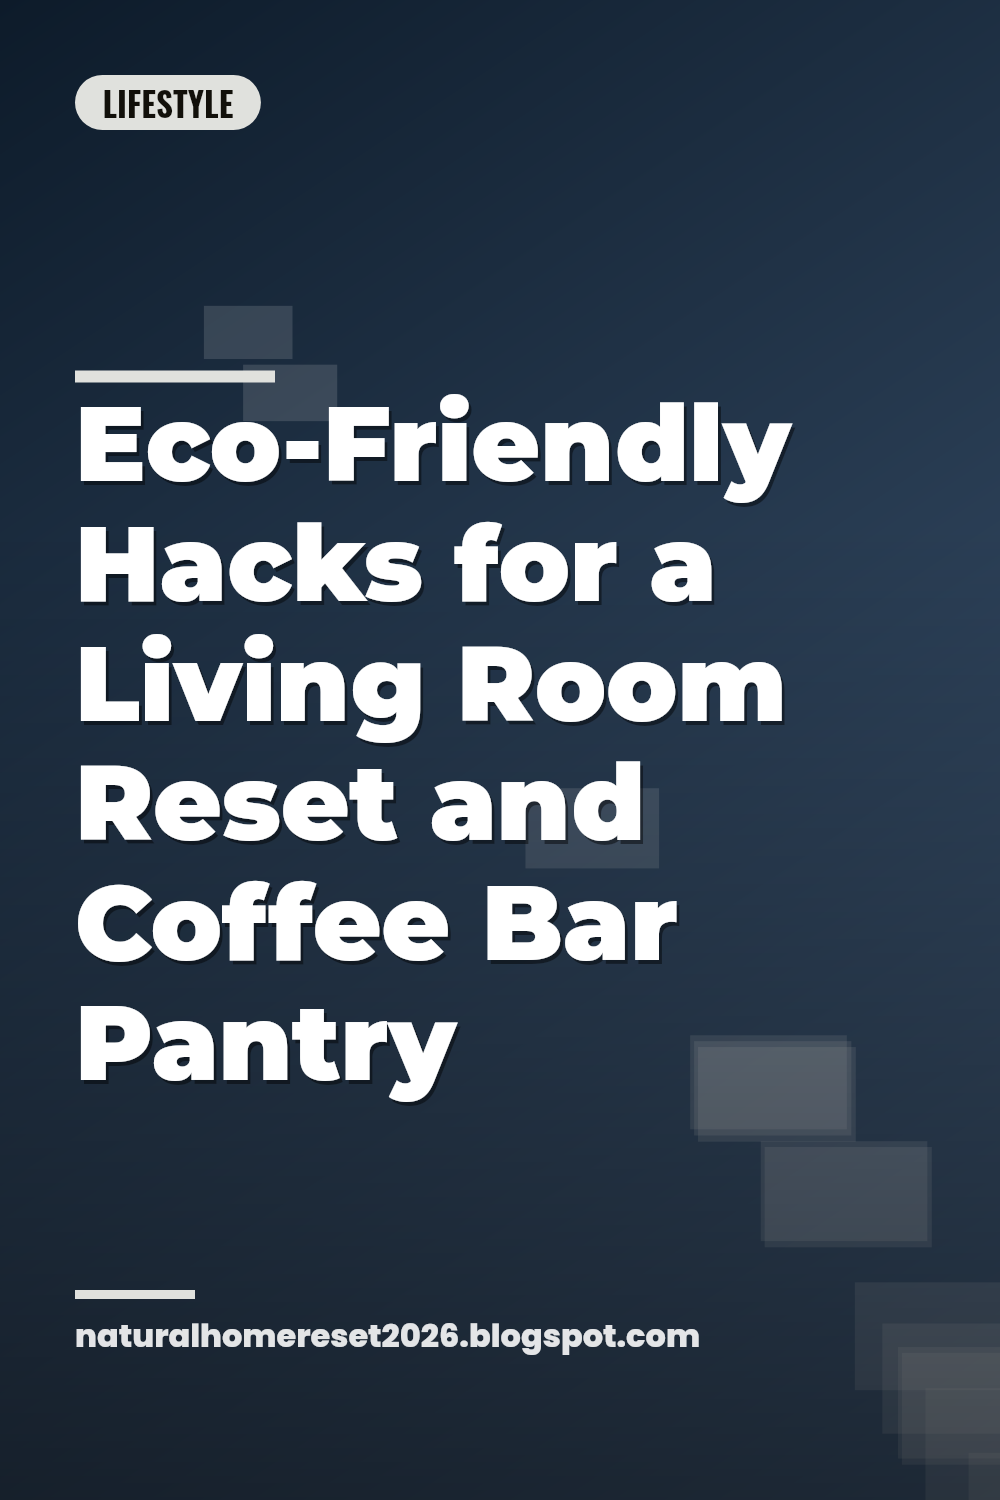 LIFESTYLE
Eco-Friendly
Hacks for a
Living Room
Reset and
Coffee Bar
Pantry
naturalhomereset2026.blogspot.com